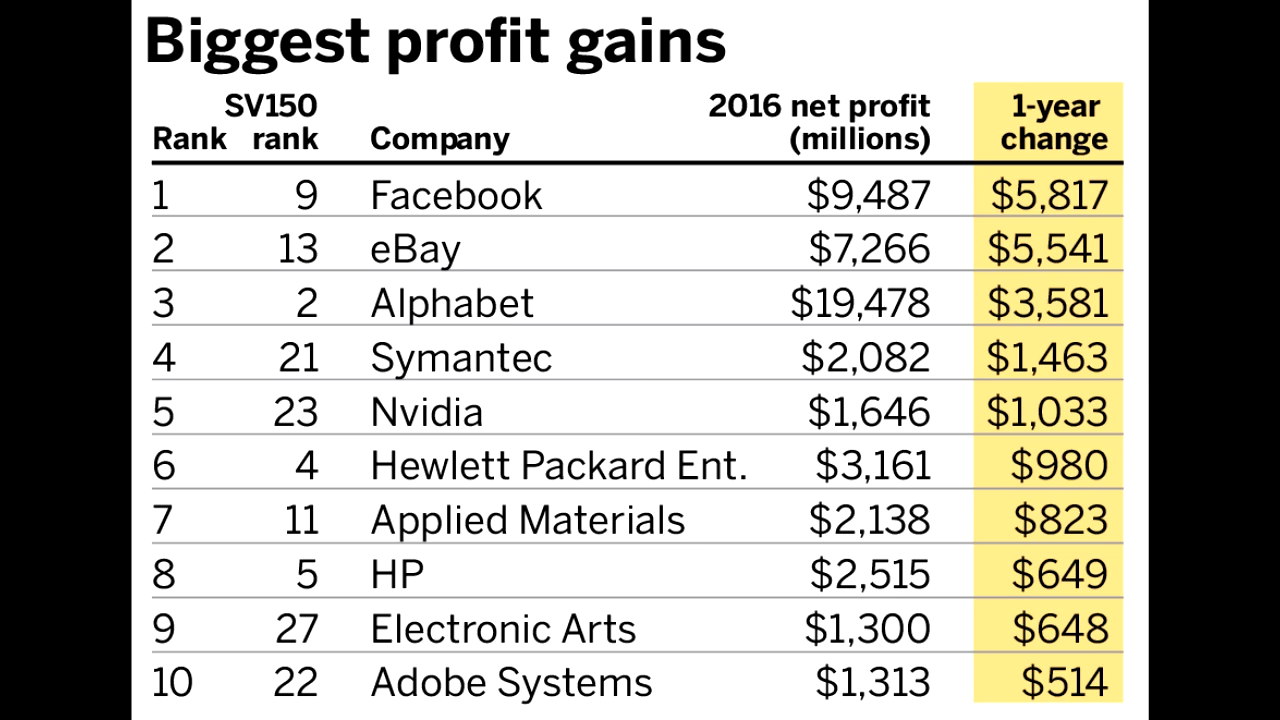 Biggest profit gains
SV150 2016 net profit 1-year
Rank rank Company (millions) change
1 9 Facebook $9,487 $5,817
2 13 eBay $7,266 $5,541
3 2 Alphabet $19,478 $3,581
4 21 Symantec $2,082 $1,463
5 23 Nvidia $1,646 $1,033
6 4 Hewlett Packard Ent. $3,161 $980
7 11 Applied Materials $2,138 $823
8 5 HP $2,515 $649
9 27 Electronic Arts $1,300 $648
10 22 Adobe Systems $1,313 $514